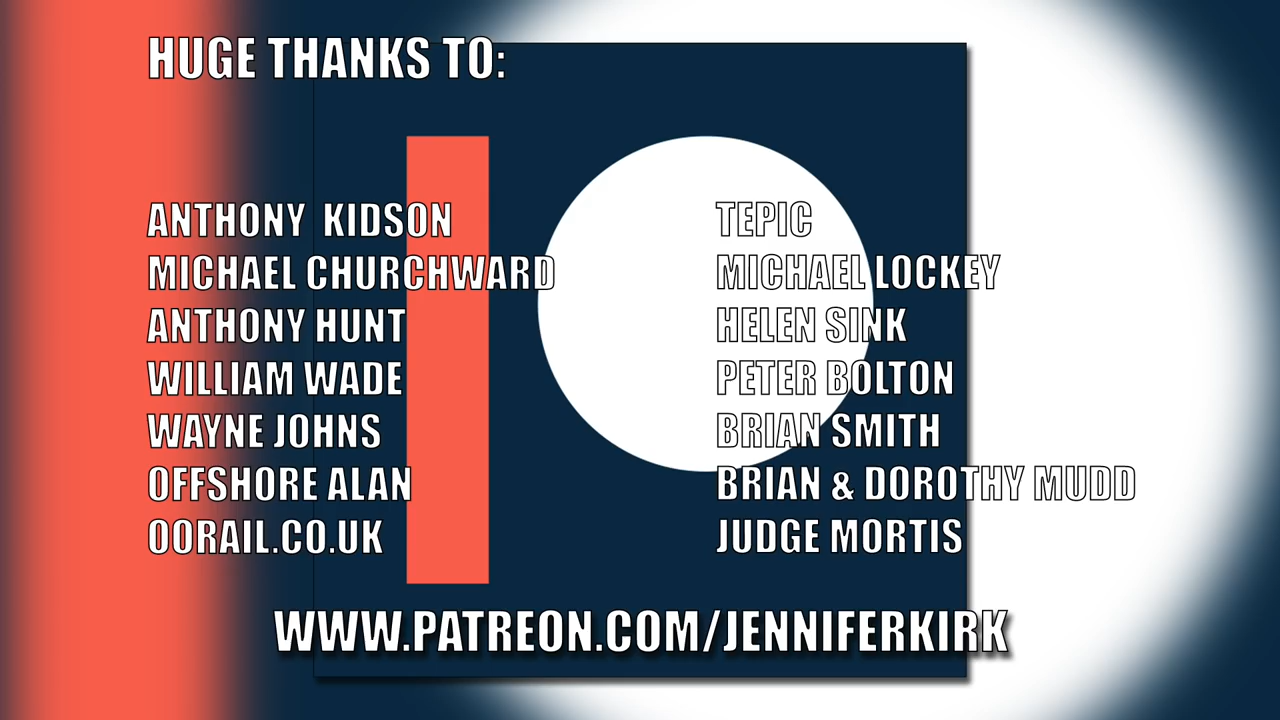 HUGE THANKS TO:
ANTHONY KIDSON
MICHAEL CHURCHWARD
ANTHONY HUNT
WILLIAM WADE
WAYNE JOHNS
OFFSHORE ALAN
OORAIL.CO.UK
TEPIC
MICHAEL LOCKEY
HELEN SINK
PETER BOLTON
BRIAN SMITH
BRIAN & DOROTHY MUDD
JUDGE MORTIS
WWW.PATREON.COM/JENNIFERKIRK